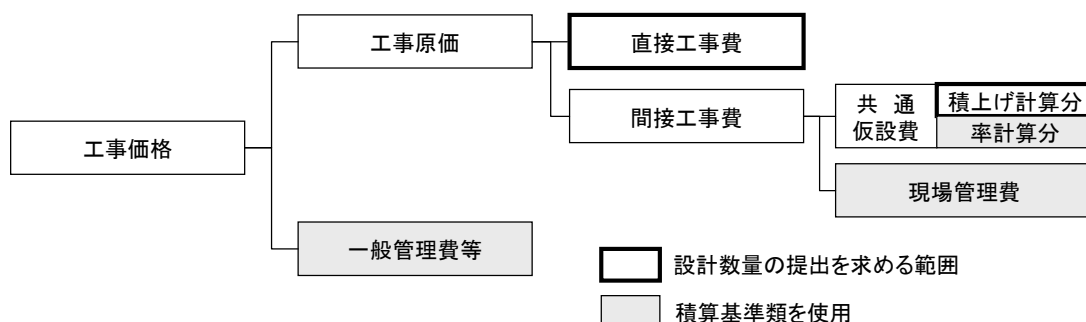 工事原価
直接工事費
間接工事費
共 通
仮設費
積上げ計算分
率計算分
工事価格
現場管理費
一般管理費等
設計数量の提出を求める範囲
積算基準類を使用